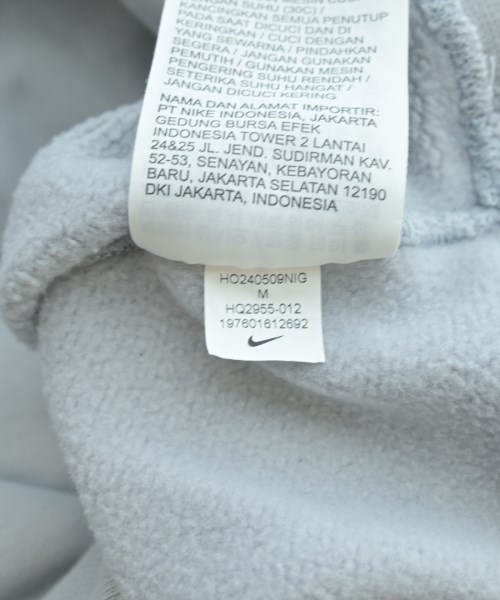 DENGAN SUHU (30C) /
KANCINGKAN SEMUA PENUTUP
PADA SAAT DICUCI DAN DI
KERINGKAN / CUCI DENGAN
YANG SEWARNA / PINDAHKAN
SEGERA / JANGAN GUNAKAN
PEMUTIH / GUNAKAN MESIN
PENGERING SUHU RENDAH /
SETERIKA SUHU HANGAT /
JANGAN DICUCI KERING
NAMA DAN ALAMAT IMPORTIR:
PT NIKE INDONESIA, JAKARTA
GEDUNG BURSA EFEK
INDONESIA TOWER 2 LANTAI
24&25 JL. JEND. SUDIRMAN KAV.
52-53, SENAYAN, KEBAYORAN
BARU, JAKARTA SELATAN 12190
DKI JAKARTA, INDONESIA
HO240509NIG
M
HQ2955-012
197601612692